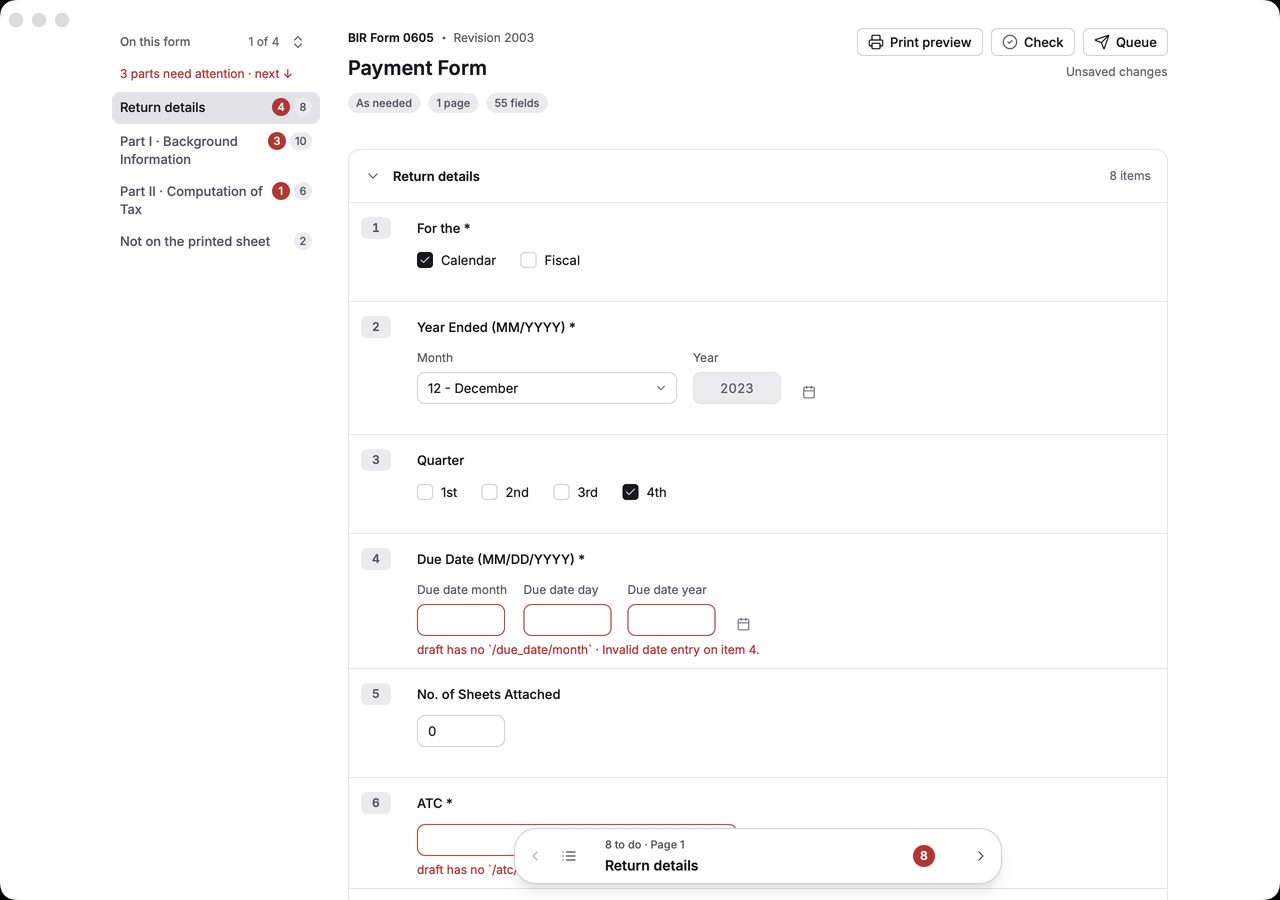 On this form 1 of 4
3 parts need attention · next ↓
Return details 4 8
Part I · Background Information 3 10
Part II · Computation of Tax 1 6
Not on the printed sheet 2
BIR Form 0605 • Revision 2003
Payment Form
As needed 1 page 55 fields
Print preview Check Queue
Unsaved changes
Return details 8 items
1 For the *
Calendar Fiscal
2 Year Ended (MM/YYYY) *
Month Year
12 - December 2023
3 Quarter
1st 2nd 3rd 4th
4 Due Date (MM/DD/YYYY) *
Due date month Due date day Due date year
draft has no `/due_date/month` · Invalid date entry on item 4.
5 No. of Sheets Attached
0
6 ATC *
draft has no `/atc/
8 to do · Page 1
Return details 8